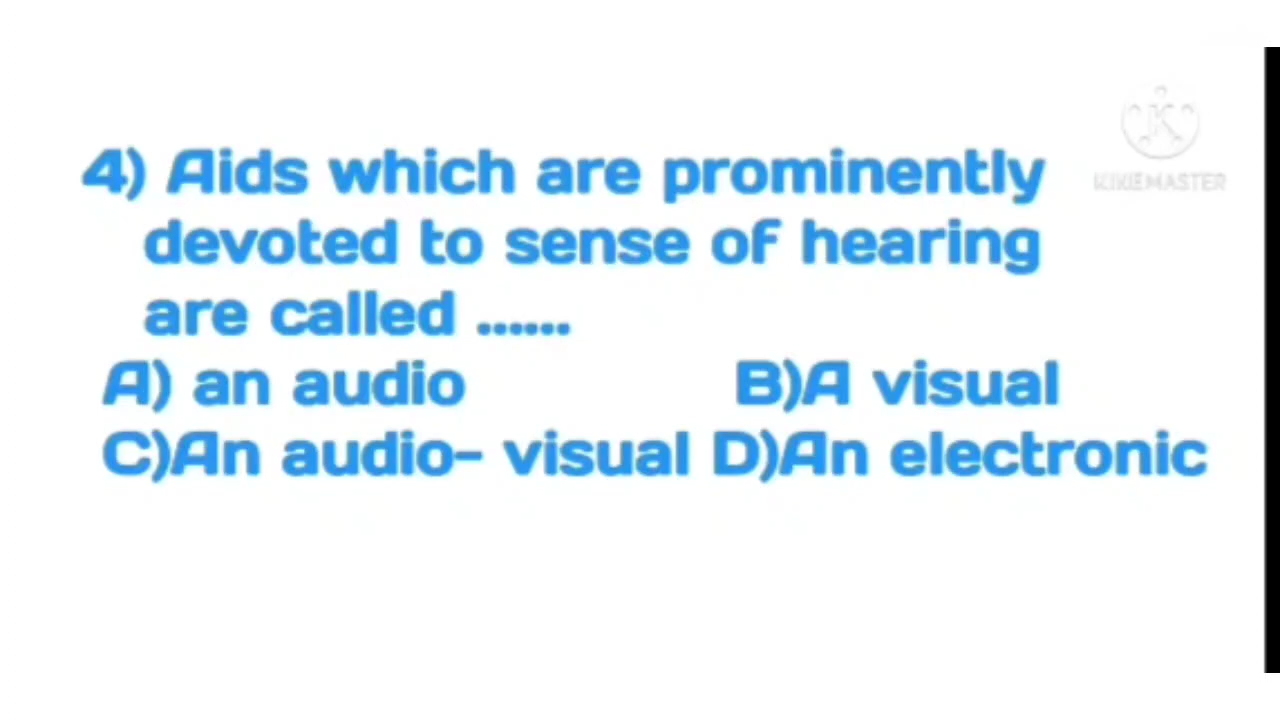 4) Aids which are prominently
devoted to sense of hearing
are called ......
A) an audio B)A visual
C)An audio- visual D)An electronic
KINEMASTER